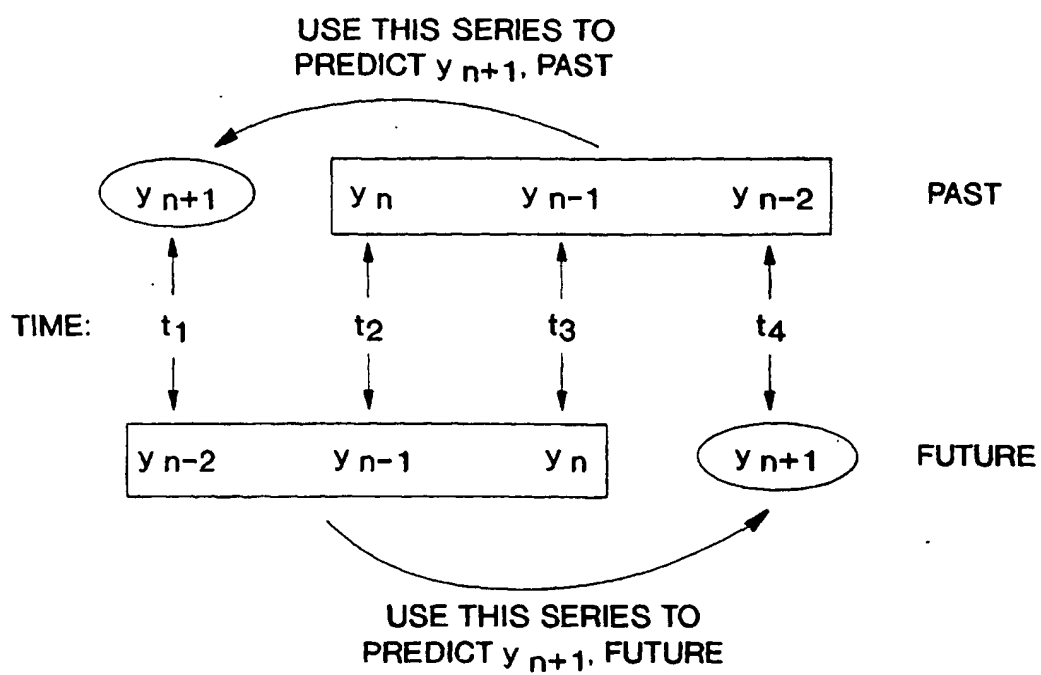 USE THIS SERIES TO
PREDICT y n+1, PAST
y n+1 y n y n-1 y n-2 PAST
TIME: t1 t2 t3 t4
y n-2 y n-1 y n y n+1 FUTURE
USE THIS SERIES TO
PREDICT y n+1, FUTURE